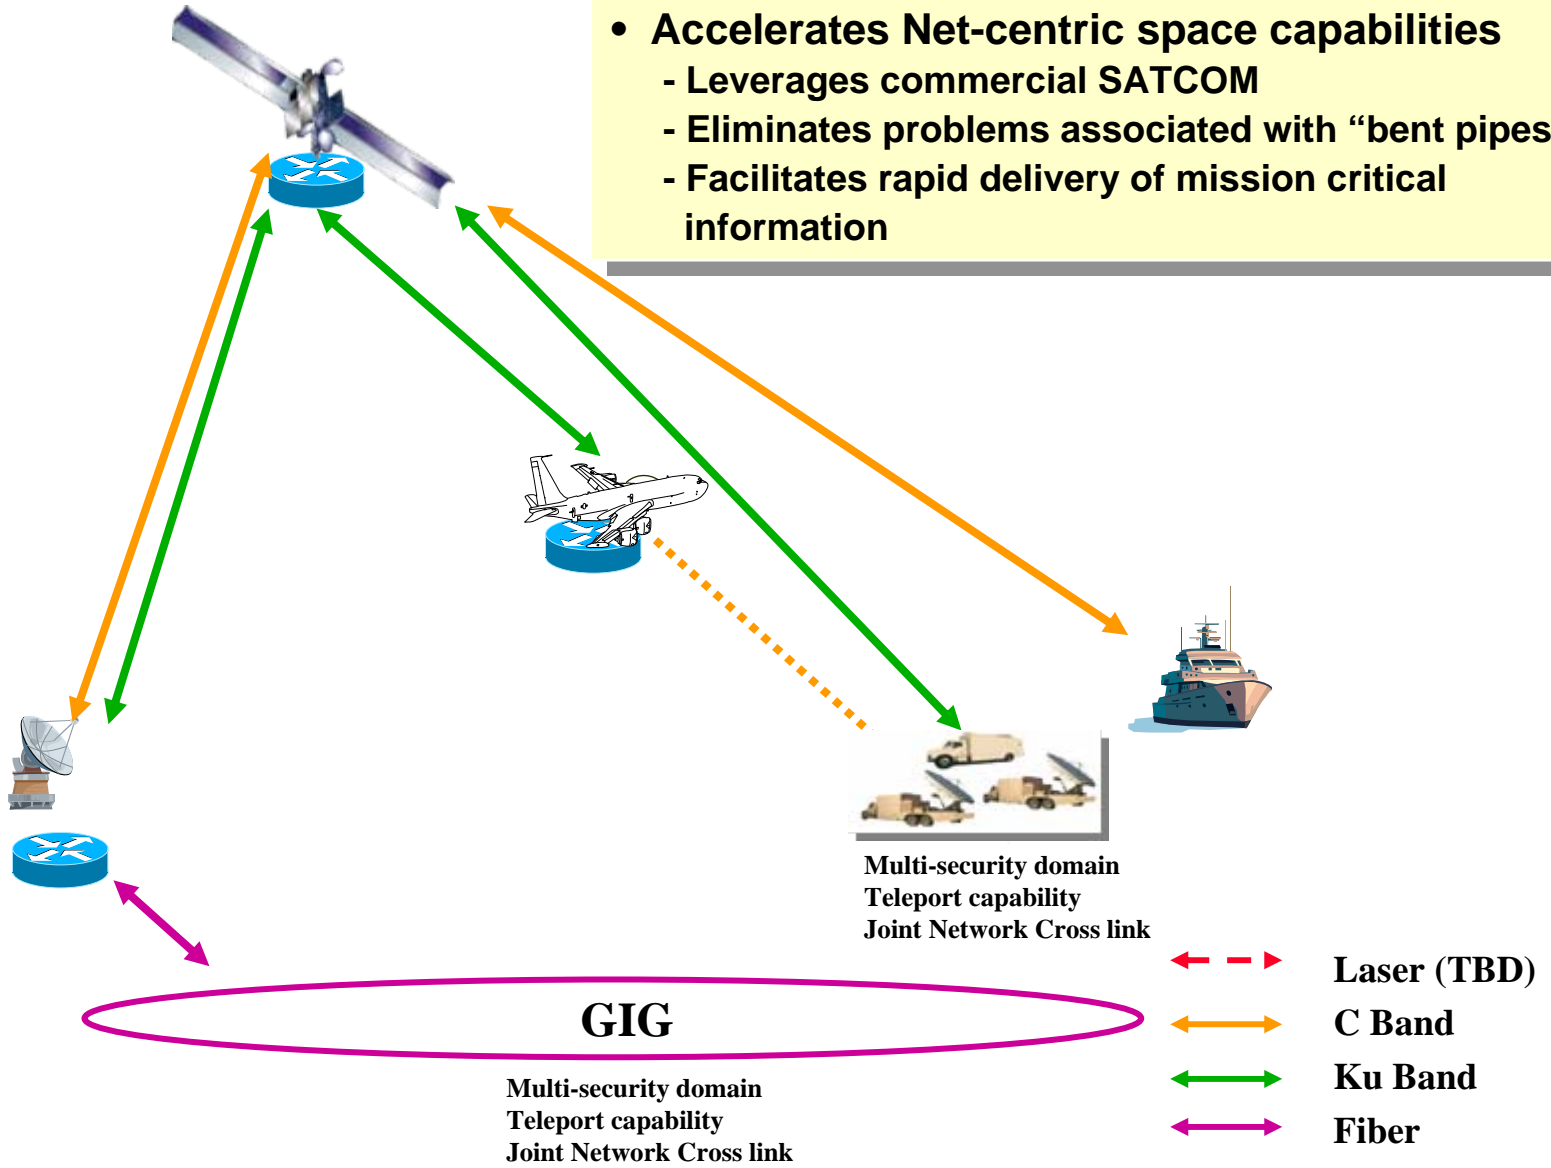 • Accelerates Net-centric space capabilities
- Leverages commercial SATCOM
- Eliminates problems associated with “bent pipes
- Facilitates rapid delivery of mission critical
information
Multi-security domain
Teleport capability
Joint Network Cross link
Laser (TBD)
C Band
Ku Band
Fiber
GIG
Multi-security domain
Teleport capability
Joint Network Cross link